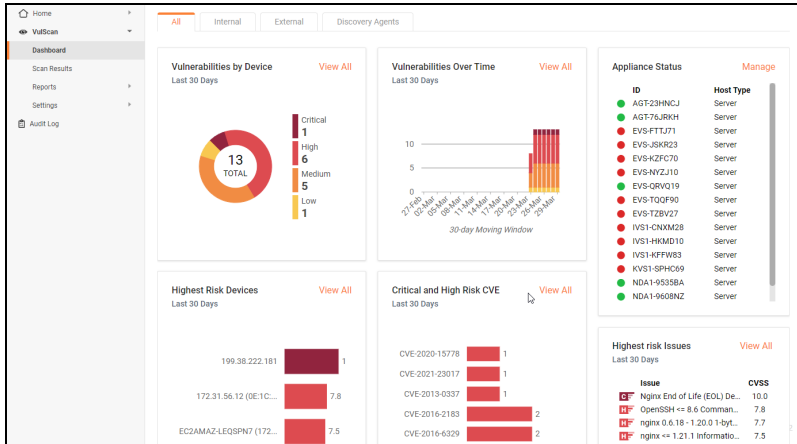 Home
VulScan
Dashboard
Scan Results
Reports
Settings
Audit Log
All
Internal
External
Discovery Agents
Vulnerabilities by Device
View All
Last 30 Days
13
TOTAL
Critical
1
High
6
Medium
5
Low
1
Vulnerabilities Over Time
View All
Last 30 Days
10
5
0
27-Feb
02-Mar
05-Mar
08-Mar
11-Mar
14-Mar
17-Mar
20-Mar
23-Mar
26-Mar
29-Mar
30-day Moving Window
Appliance Status
Manage
ID Host Type
AGT-23HNCJ Server
AGT-76JRKH Server
EVS-FTTJ71 Server
EVS-JSKR23 Server
EVS-KZFC70 Server
EVS-NYZJ10 Server
EVS-QRVQ19 Server
EVS-TQQF90 Server
EVS-TZBV27 Server
IVS1-CNXM28 Server
IVS1-HKMD10 Server
IVS1-KFFW83 Server
KVS1-SPHC69 Server
NDA1-9535BA Server
NDA1-9608NZ Server
Highest Risk Devices
View All
Last 30 Days
199.38.222.181 1
172.31.56.12 (0E:1C:... 7.8
EC2AMAZ-LEQSPN7 (172... 7.5
Critical and High Risk CVE
View All
Last 30 Days
CVE-2020-15778 1
CVE-2021-23017 1
CVE-2013-0337 1
CVE-2016-2183 2
CVE-2016-6329 2
Highest risk Issues
View All
Last 30 Days
Issue CVSS
C Nginx End of Life (EOL) De... 10.0
H OpenSSH <= 8.6 Comman... 7.8
H nginx 0.6.18 - 1.20.0 1-byt... 7.7
H nginx <= 1.21.1 Informatio... 7.5